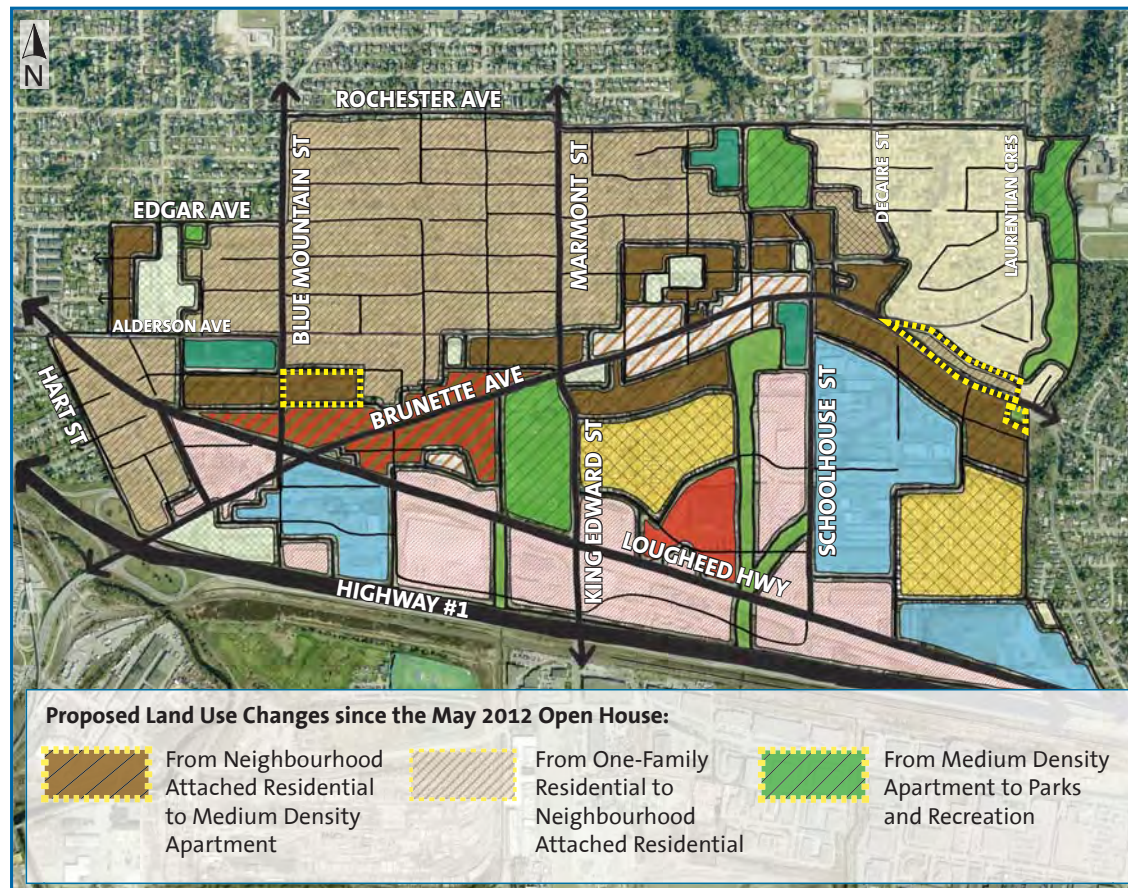 N
ROCHESTER AVE
BLUE MOUNTAIN ST
MARMONT ST
DECAIRE ST
LAURENTIAN CRES
EDGAR AVE
ALDERSON AVE
HART ST
BRUNETTE AVE
KING EDWARD ST
SCHOOLHOUSE ST
LOUGHEED HWY
HIGHWAY #1
Proposed Land Use Changes since the May 2012 Open House:
From Neighbourhood
Attached Residential
to Medium Density
Apartment
From One-Family
Residential to
Neighbourhood
Attached Residential
From Medium Density
Apartment to Parks
and Recreation